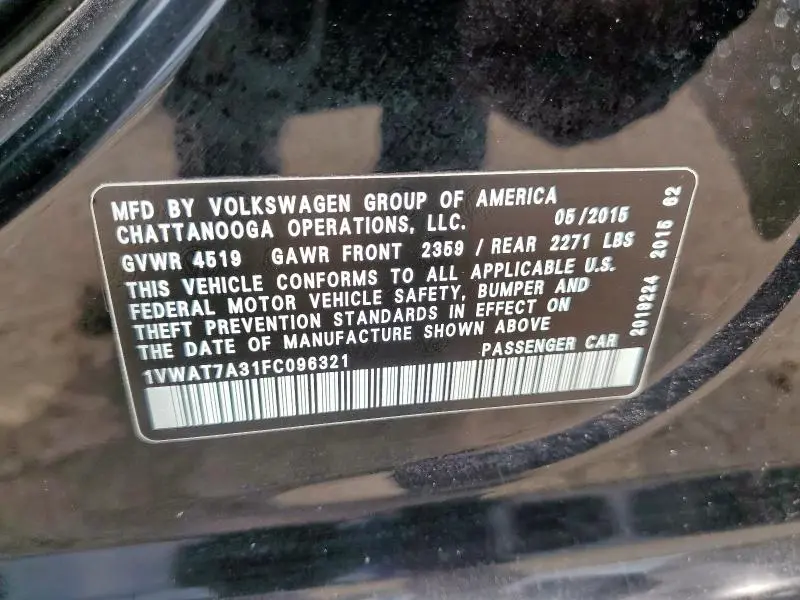 MFD BY VOLKSWAGEN GROUP OF AMERICA
CHATTANOOGA OPERATIONS, LLC. 05/2015
GVWR 4519 GAWR FRONT 2359 / REAR 2271 LBS
THIS VEHICLE CONFORMS TO ALL APPLICABLE U.S.
FEDERAL MOTOR VEHICLE SAFETY, BUMPER AND
THEFT PREVENTION STANDARDS IN EFFECT ON
THE DATE OF MANUFACTURE SHOWN ABOVE
1VWAT7A31FC096321 PASSENGER CAR
2019224 2015 62